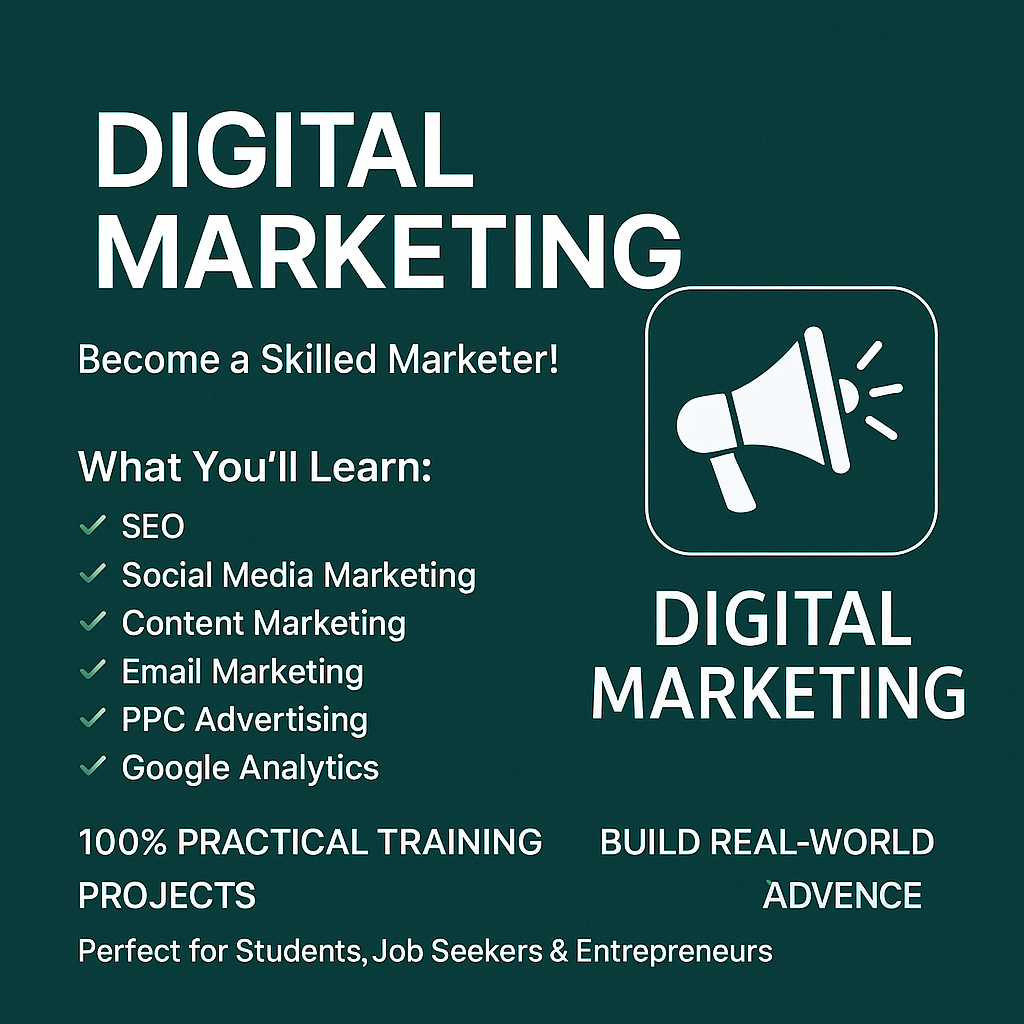 DIGITAL
MARKETING
Become a Skilled Marketer!
What You'll Learn:
SEO
Social Media Marketing
Content Marketing
Email Marketing
PPC Advertising
Google Analytics
DIGITAL
MARKETING
100% PRACTICAL TRAINING
PROJECTS
BUILD REAL-WORLD
ADVENCE
Perfect for Students, Job Seekers & Entrepreneurs